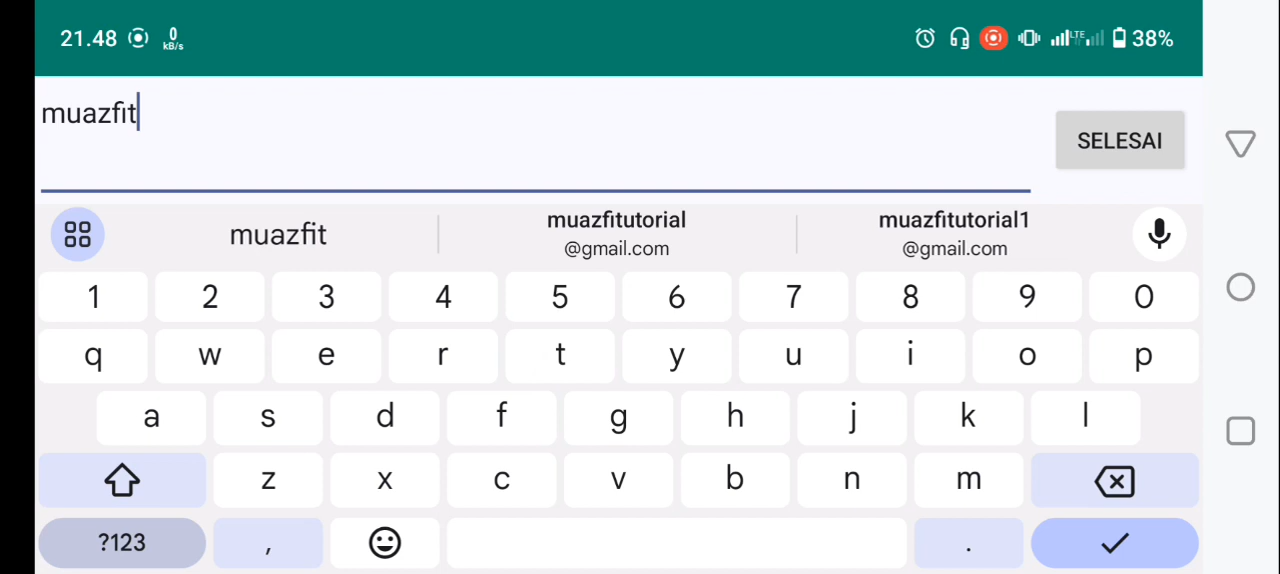 21.48 0 kB/s LTE 38%
muazfit
SELESAI
muazfit muazfitutorial muazfitutorial1
@gmail.com @gmail.com
1 2 3 4 5 6 7 8 9 0
q w e r t y u i o p
a s d f g h j k l
z x c v b n m
?123 , .